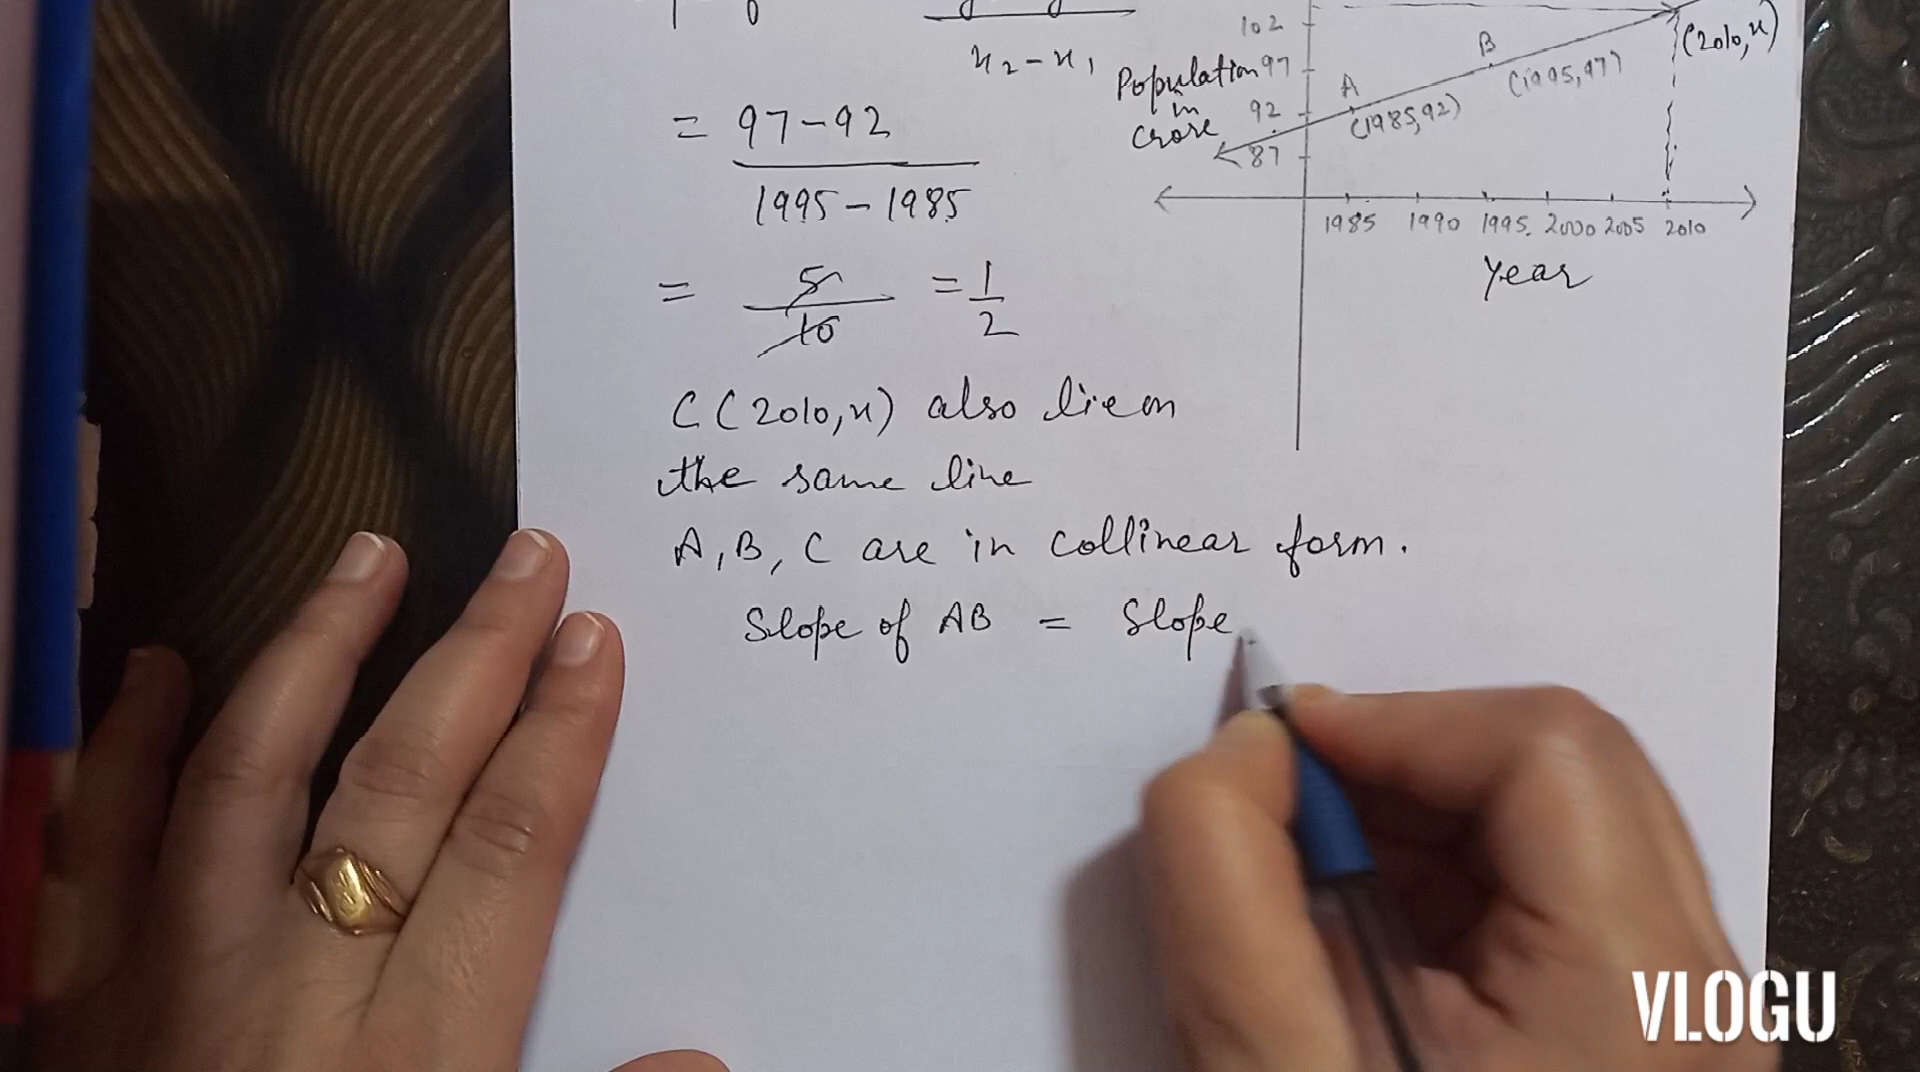 x₂ - x₁
= 97 - 92
1995 - 1985
= 5 = 1
10 2
C (2010, x) also lie on
the same line
A, B, C are in collinear form.
Slope of AB = Slope
102
(2010, x)
Population 97
in
crore
92
87
B
(1995, 97)
A
(1985, 92)
1985 1990 1995. 2000 2005 2010
Year
VLOGU